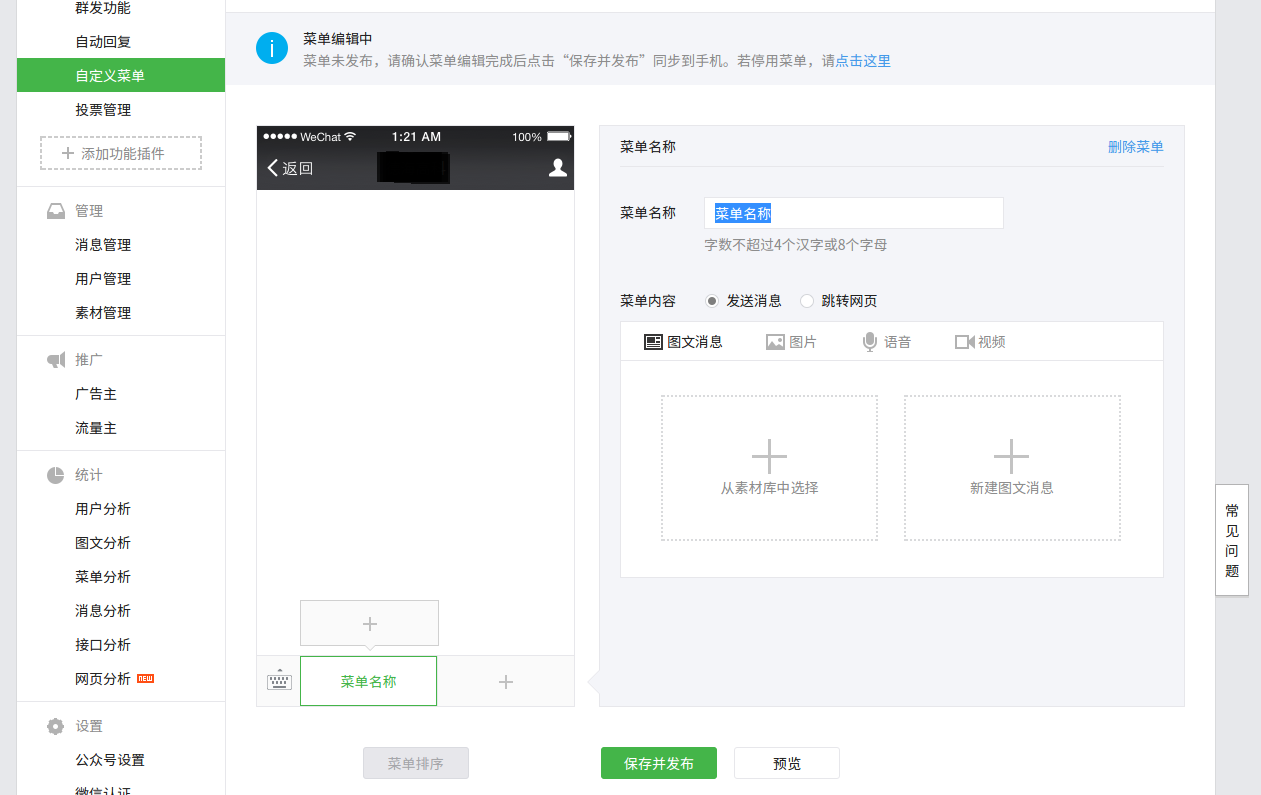 群发功能
自动回复
自定义菜单
投票管理
添加功能插件
管理
消息管理
用户管理
素材管理
推广
广告主
流量主
统计
用户分析
图文分析
菜单分析
消息分析
接口分析
网页分析 NEW
设置
公众号设置
微信认证
菜单编辑中
菜单未发布，请确认菜单编辑完成后点击“保存并发布”同步到手机。若停用菜单，请点击这里
WeChat 1:21 AM 100%
返回
菜单名称
菜单排序
菜单名称 删除菜单
菜单名称 菜单名称
字数不超过4个汉字或8个字母
菜单内容 发送消息 跳转网页
图文消息 图片 语音 视频
从素材库中选择 新建图文消息
保存并发布 预览
常
见
问
题